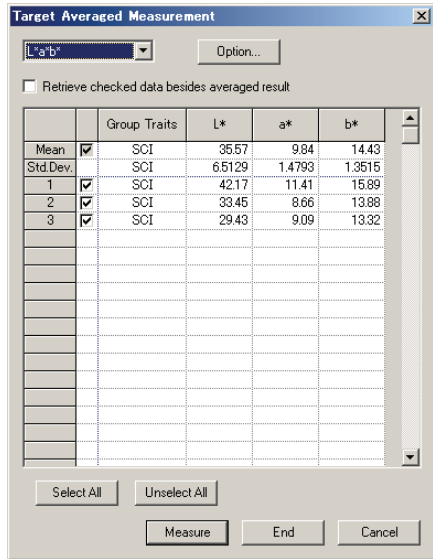 Target Averaged Measurement
L*a*b*
Option...
Retrieve checked data besides averaged result
Group Traits L* a* b*
Mean SCI 35.57 9.84 14.43
Std.Dev. SCI 6.5129 1.4793 1.3515
1 SCI 42.17 11.41 15.89
2 SCI 33.45 8.66 13.88
3 SCI 29.43 9.09 13.32
Select All Unselect All
Measure End Cancel